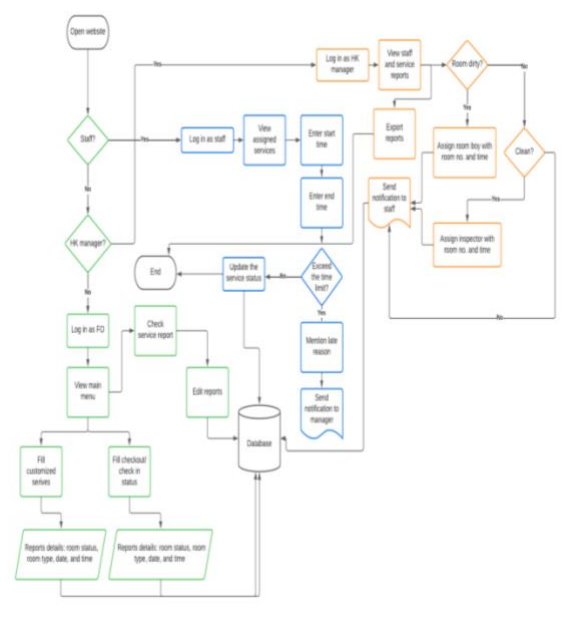 Open website
Yes
Log in as HK
manager
View staff
and service
reports
Room dirty?
No
Yes
Export
reports
Assign room boy with
room no. and time
Clean?
Staff?
Yes
Log in as staff
View
assigned
services
Enter start
time
Enter end
time
Send
notification to
staff
Yes
Assign inspector with
room no. and time
No
No
HK manager?
End
Update the
service status
No
Exceed
the time
limit?
Yes
No
Log in as FO
Check
service report
Mention late
reason
View main
menu
Edit reports
Send
notification to
manager
Database
Fill
customized
serives
Fill checkout/
check in
status
Reports details: room status,
room type, date, and time
Reports details: room status, room
type, date, and time